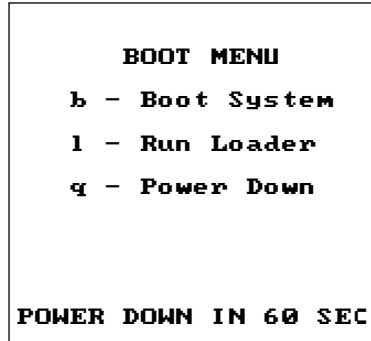 BOOT MENU
b - Boot System
l - Run Loader
q - Power Down
POWER DOWN IN 60 SEC